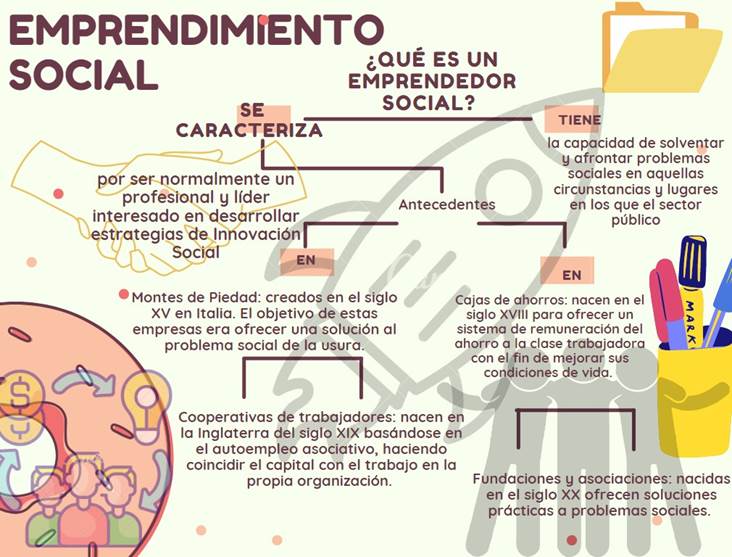 EMPRENDIMIENTO
SOCIAL
¿QUÉ ES UN
EMPRENDEDOR
SOCIAL?
SE
CARACTERIZA
TIENE
por ser normalmente un
profesional y líder
interesado en desarrollar
estrategias de Innovación
Social
la capacidad de solventar
y afrontar problemas
sociales en aquellas
circunstancias y lugares
en los que el sector
público
Antecedentes
EN
Montes de Piedad: creados en el siglo
XV en Italia. El objetivo de estas
empresas era ofrecer una solución al
problema social de la usura.
EN
Cajas de ahorros: nacen en el
siglo XVIII para ofrecer un
sistema de remuneración del
ahorro a la clase trabajadora
con el fin de mejorar sus
condiciones de vida.
MARK
Cooperativas de trabajadores: nacen en
la Inglaterra del siglo XIX basándose en
el autoempleo asociativo, haciendo
coincidir el capital con el trabajo en la
propia organización.
Fundaciones y asociaciones: nacidas
en el siglo XX ofrecen soluciones
prácticas a problemas sociales.